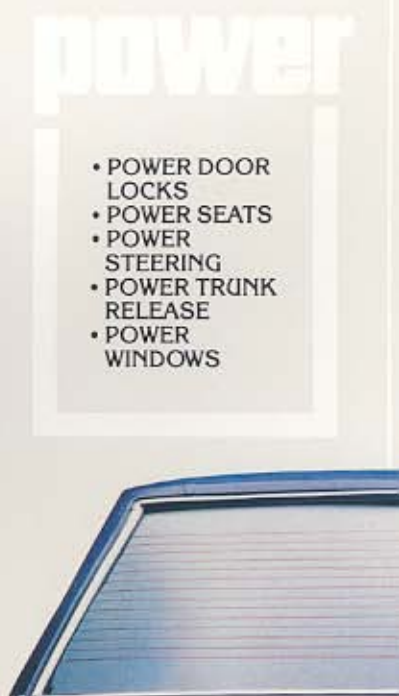 power
• POWER DOOR
LOCKS
• POWER SEATS
• POWER
STEERING
• POWER TRUNK
RELEASE
• POWER
WINDOWS